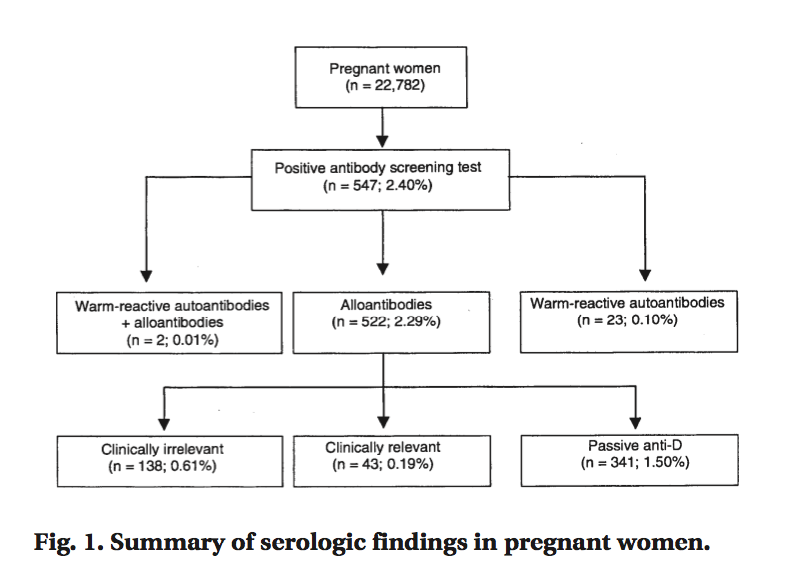 Pregnant women
(n = 22,782)
Positive antibody screening test
(n = 547; 2.40%)
Warm-reactive autoantibodies
+ alloantibodies
(n = 2; 0.01%)
Alloantibodies
(n = 522; 2.29%)
Warm-reactive autoantibodies
(n = 23; 0.10%)
Clinically irrelevant
(n = 138; 0.61%)
Clinically relevant
(n = 43; 0.19%)
Passive anti-D
(n = 341; 1.50%)
Fig. 1. Summary of serologic findings in pregnant women.